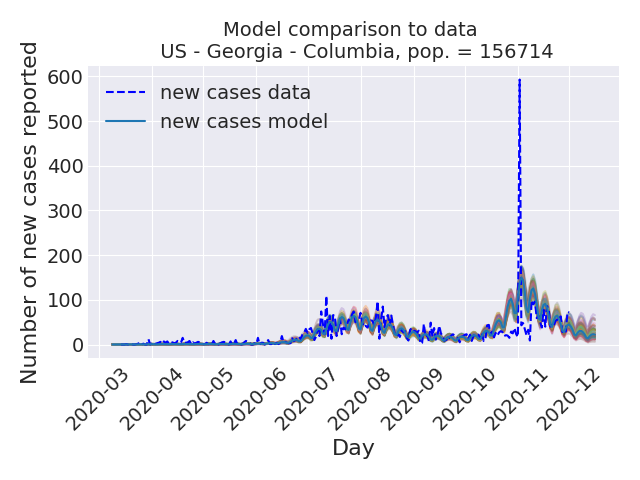 Model comparison to data
US - Georgia - Columbia, pop. = 156714
Number of new cases reported
600
500
400
300
200
100
0
new cases data
new cases model
2020-03
2020-04
2020-05
2020-06
2020-07
2020-08
2020-09
2020-10
2020-11
2020-12
Day